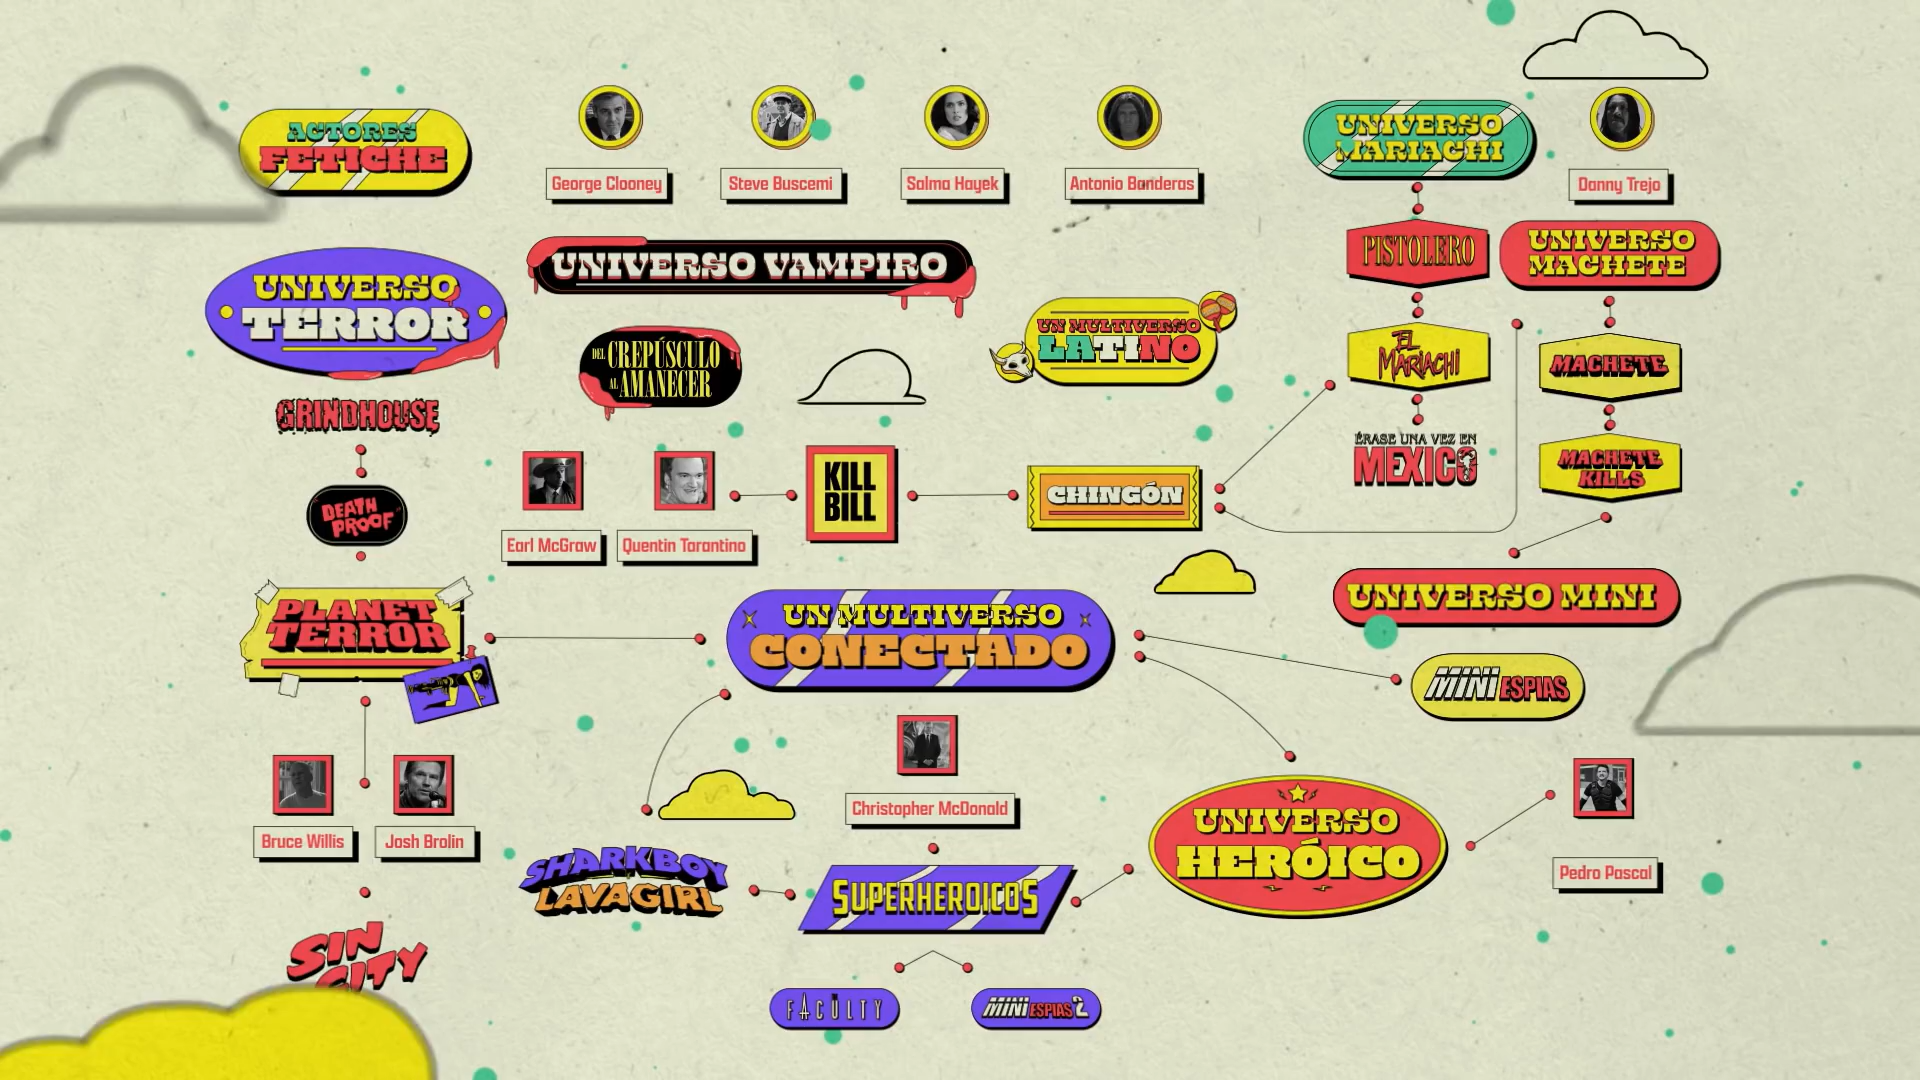 ACTORES
FETICHE
George Clooney
Steve Buscemi
Salma Hayek
Antonio Banderas
UNIVERSO
MARIACHI
Danny Trejo
UNIVERSO
TERROR
UNIVERSO VAMPIRO
PISTOLERO
UNIVERSO
MACHETE
DEL CREPÚSCULO
AL AMANECER
UN MULTIVERSO
LATINO
EL
MARIACHI
MACHETE
GRINDHOUSE
ÉRASE UNA VEZ EN
MEXICO
MACHETE
KILLS
DEATH
PROOF
Earl McGraw
Quentin Tarantino
KILL
BILL
CHINGÓN
PLANET
TERROR
UN MULTIVERSO
CONECTADO
UNIVERSO MINI
MINI ESPIAS
Bruce Willis
Josh Brolin
Christopher McDonald
UNIVERSO
HERÓICO
Pedro Pascal
SHARKBOY
LAVAGIRL
SUPERHEROICOS
SIN
CITY
FACULTY
MINI ESPIAS 2